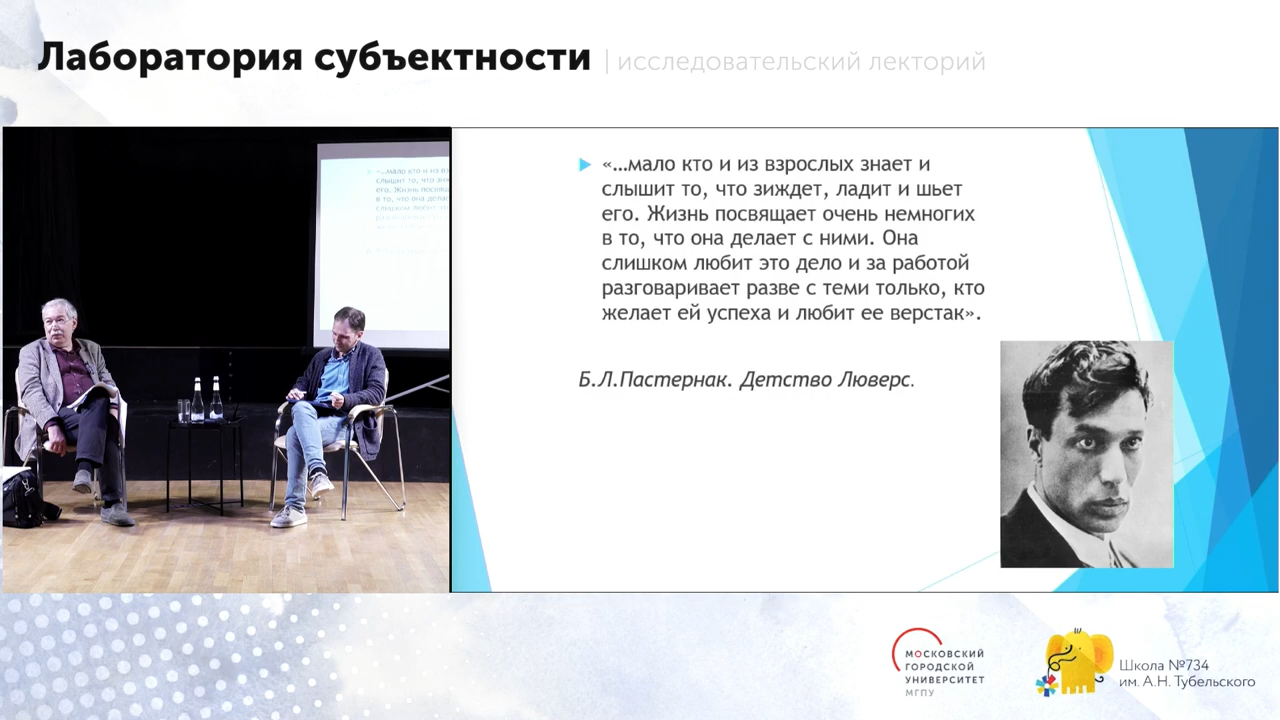 Лаборатория субъектности | исследовательский лекторий
«…мало кто и из взрослых знает и
слышит то, что зиждет, ладит и шьет
его. Жизнь посвящает очень немногих
в то, что она делает с ними. Она
слишком любит это дело и за работой
разговаривает разве с теми только, кто
желает ей успеха и любит ее верстак».
Б.Л.Пастернак. Детство Люверс.
МОСКОВСКИЙ
ГОРОДСКОЙ
УНИВЕРСИТЕТ
МГПУ
Школа №734
им. А.Н. Тубельского